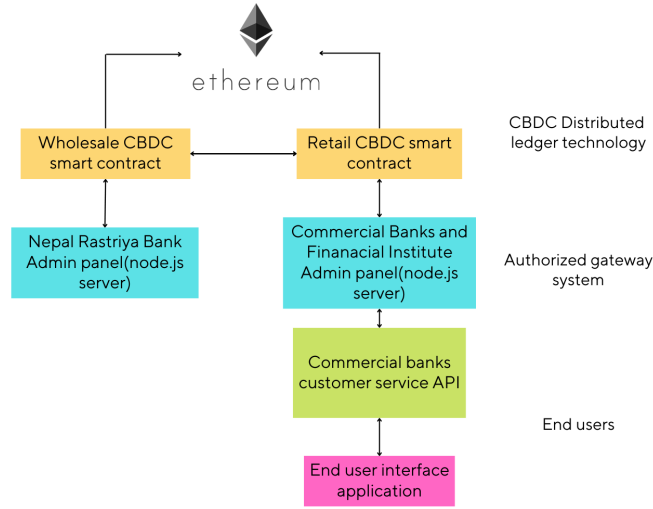 ethereum
Wholesale CBDC
smart contract
Retail CBDC smart
contract
CBDC Distributed
ledger technology
Nepal Rastriya Bank
Admin panel(node.js
server)
Commercial Banks and
Finanacial Institute
Admin panel(node.js
server)
Authorized gateway
system
Commercial banks
customer service API
End users
End user interface
application